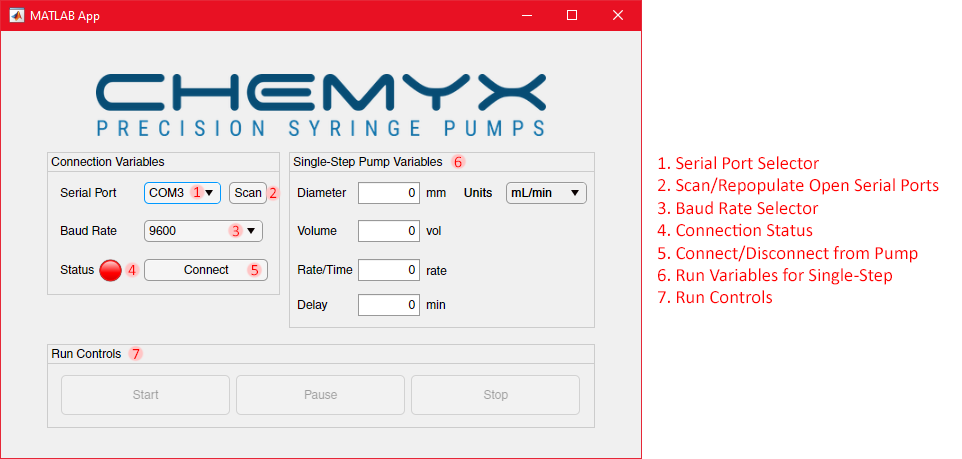 MATLAB App
CHEMYX
PRECISION SYRINGE PUMPS
Connection Variables
Serial Port COM3 1 Scan 2
Baud Rate 9600 3
Status 4 Connect 5
Single-Step Pump Variables 6
Diameter 0 mm Units mL/min
Volume 0 vol
Rate/Time 0 rate
Delay 0 min
Run Controls 7
Start Pause Stop
1. Serial Port Selector
2. Scan/Repopulate Open Serial Ports
3. Baud Rate Selector
4. Connection Status
5. Connect/Disconnect from Pump
6. Run Variables for Single-Step
7. Run Controls